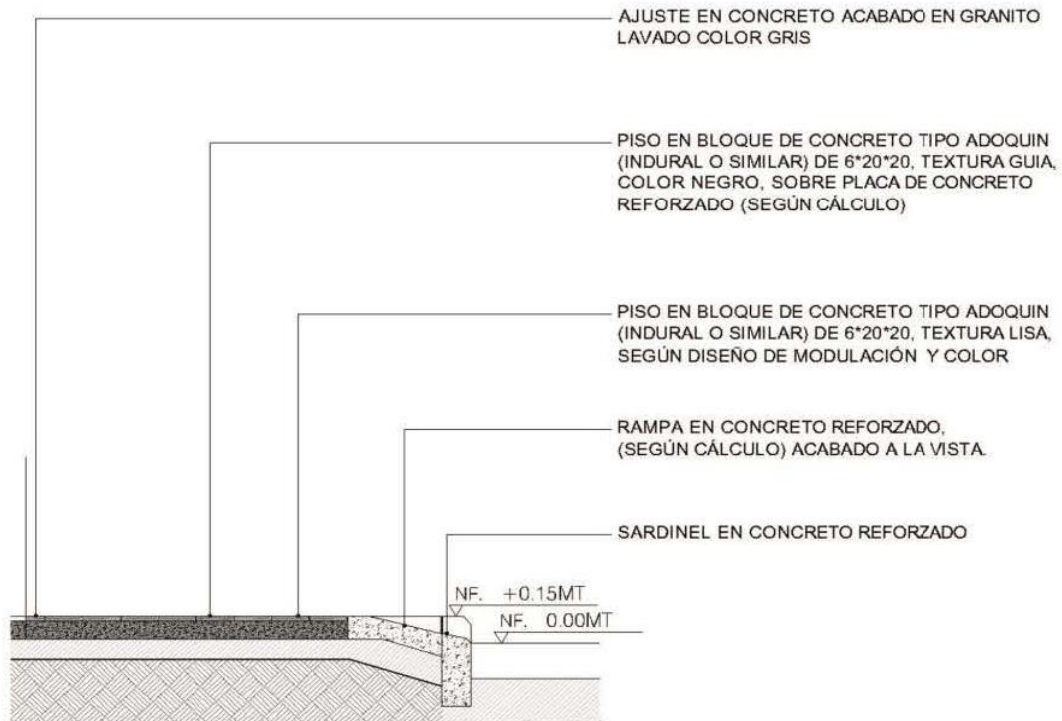 AJUSTE EN CONCRETO ACABADO EN GRANITO
LAVADO COLOR GRIS
PISO EN BLOQUE DE CONCRETO TIPO ADOQUIN
(INDURAL O SIMILAR) DE 6*20*20, TEXTURA GUIA,
COLOR NEGRO, SOBRE PLACA DE CONCRETO
REFORZADO (SEGÚN CÁLCULO)
PISO EN BLOQUE DE CONCRETO TIPO ADOQUIN
(INDURAL O SIMILAR) DE 6*20*20, TEXTURA LISA,
SEGÚN DISEÑO DE MODULACIÓN Y COLOR
RAMPA EN CONCRETO REFORZADO,
(SEGÚN CÁLCULO) ACABADO A LA VISTA.
SARDINEL EN CONCRETO REFORZADO
NF. +0.15MT
NF. 0.00MT